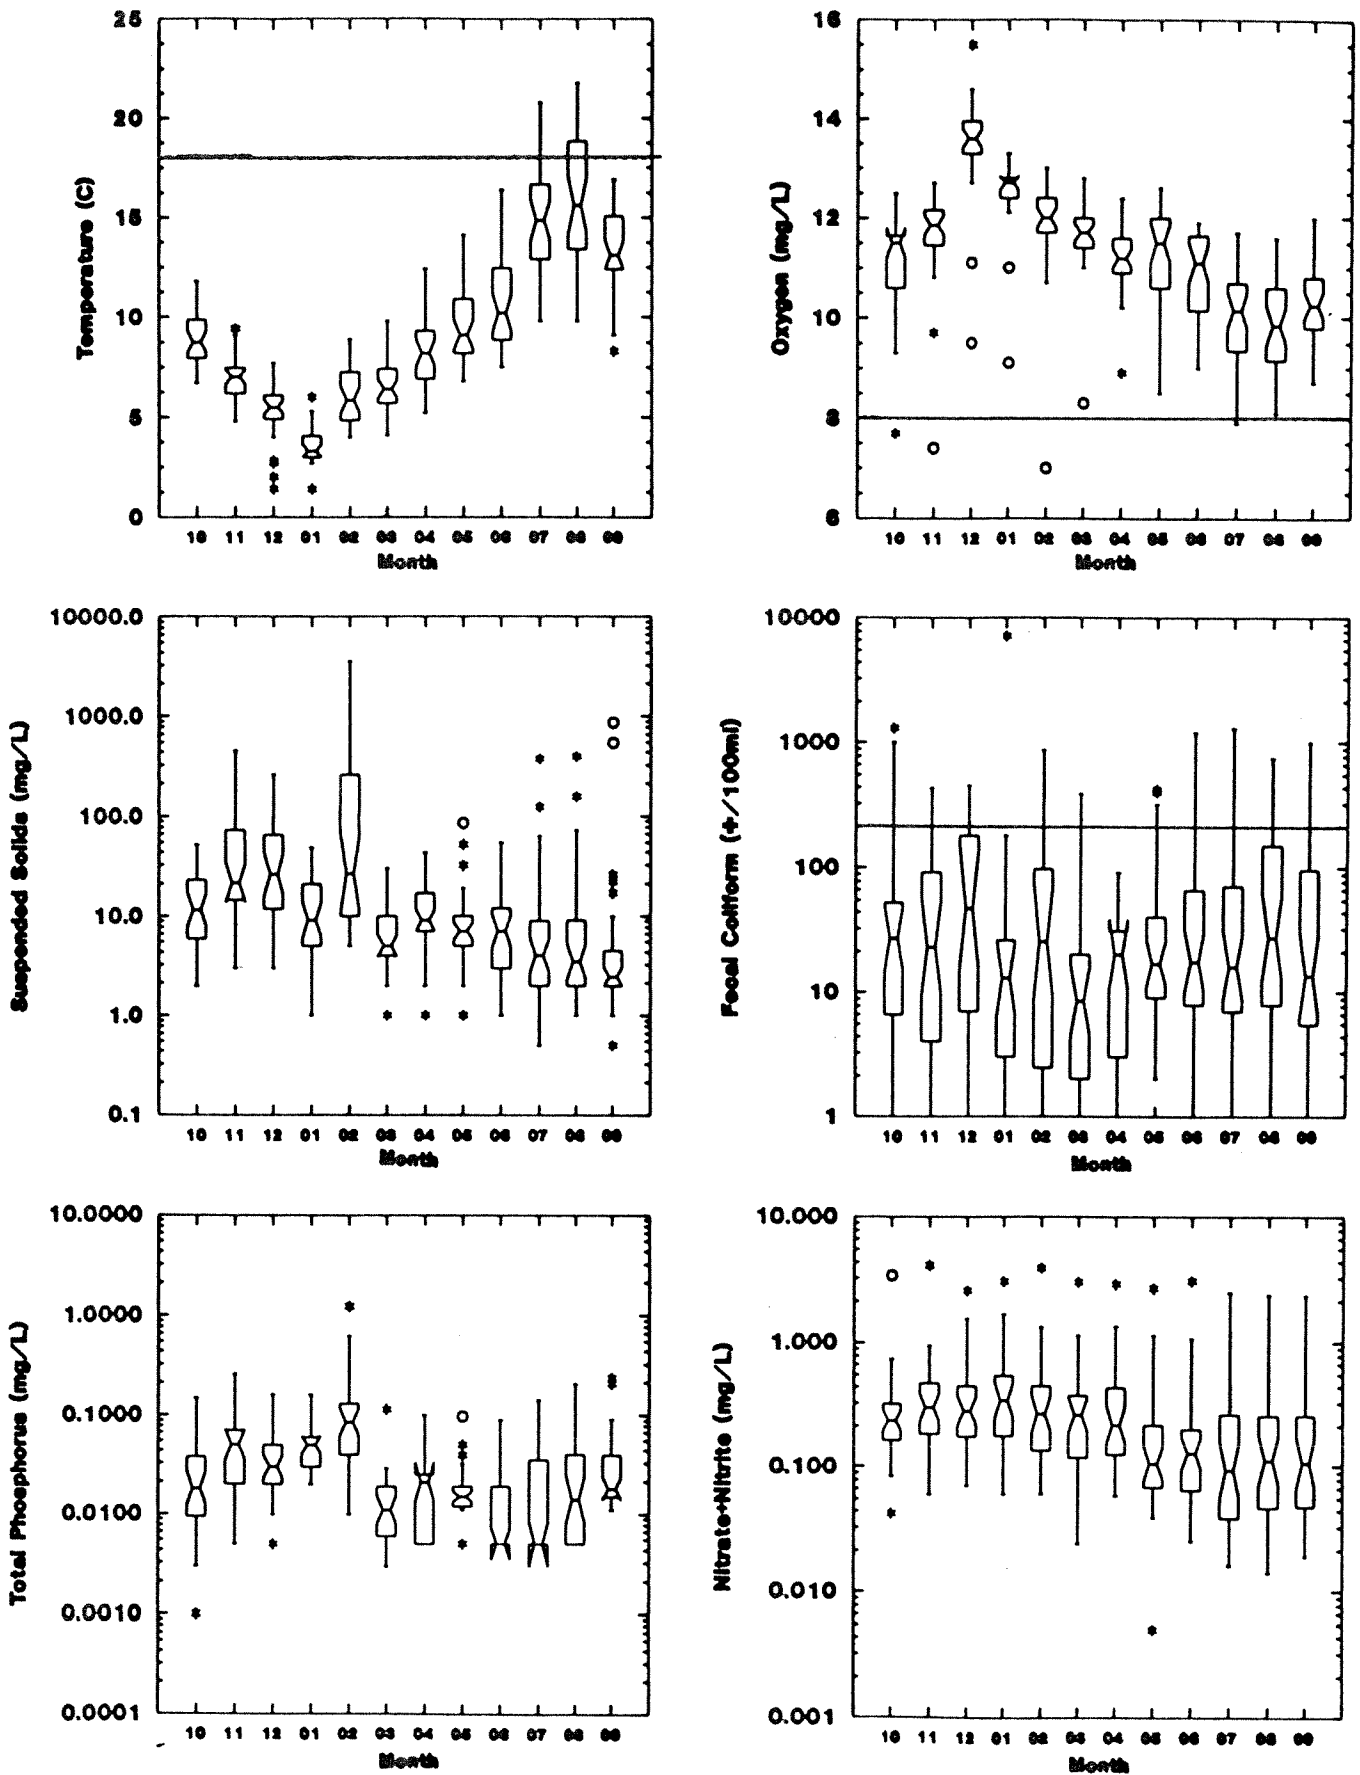 25
20
15
10
5
0
Temperature (C)
10 11 12 01 02 03 04 05 06 07 08 09
Month
16
14
12
10
8
6
Oxygen (mg/L)
10 11 12 01 02 03 04 05 06 07 08 09
Month
10000.0
1000.0
100.0
10.0
1.0
0.1
Suspended Solids (mg/L)
10 11 12 01 02 03 04 05 06 07 08 09
Month
10000
1000
100
10
1
Fecal Coliform (#/100ml)
10 11 12 01 02 03 04 05 06 07 08 09
Month
10.0000
1.0000
0.1000
0.0100
0.0010
0.0001
Total Phosphorus (mg/L)
10 11 12 01 02 03 04 05 06 07 08 09
Month
10.000
1.000
0.100
0.010
0.001
Nitrate+Nitrite (mg/L)
10 11 12 01 02 03 04 05 06 07 08 09
Month